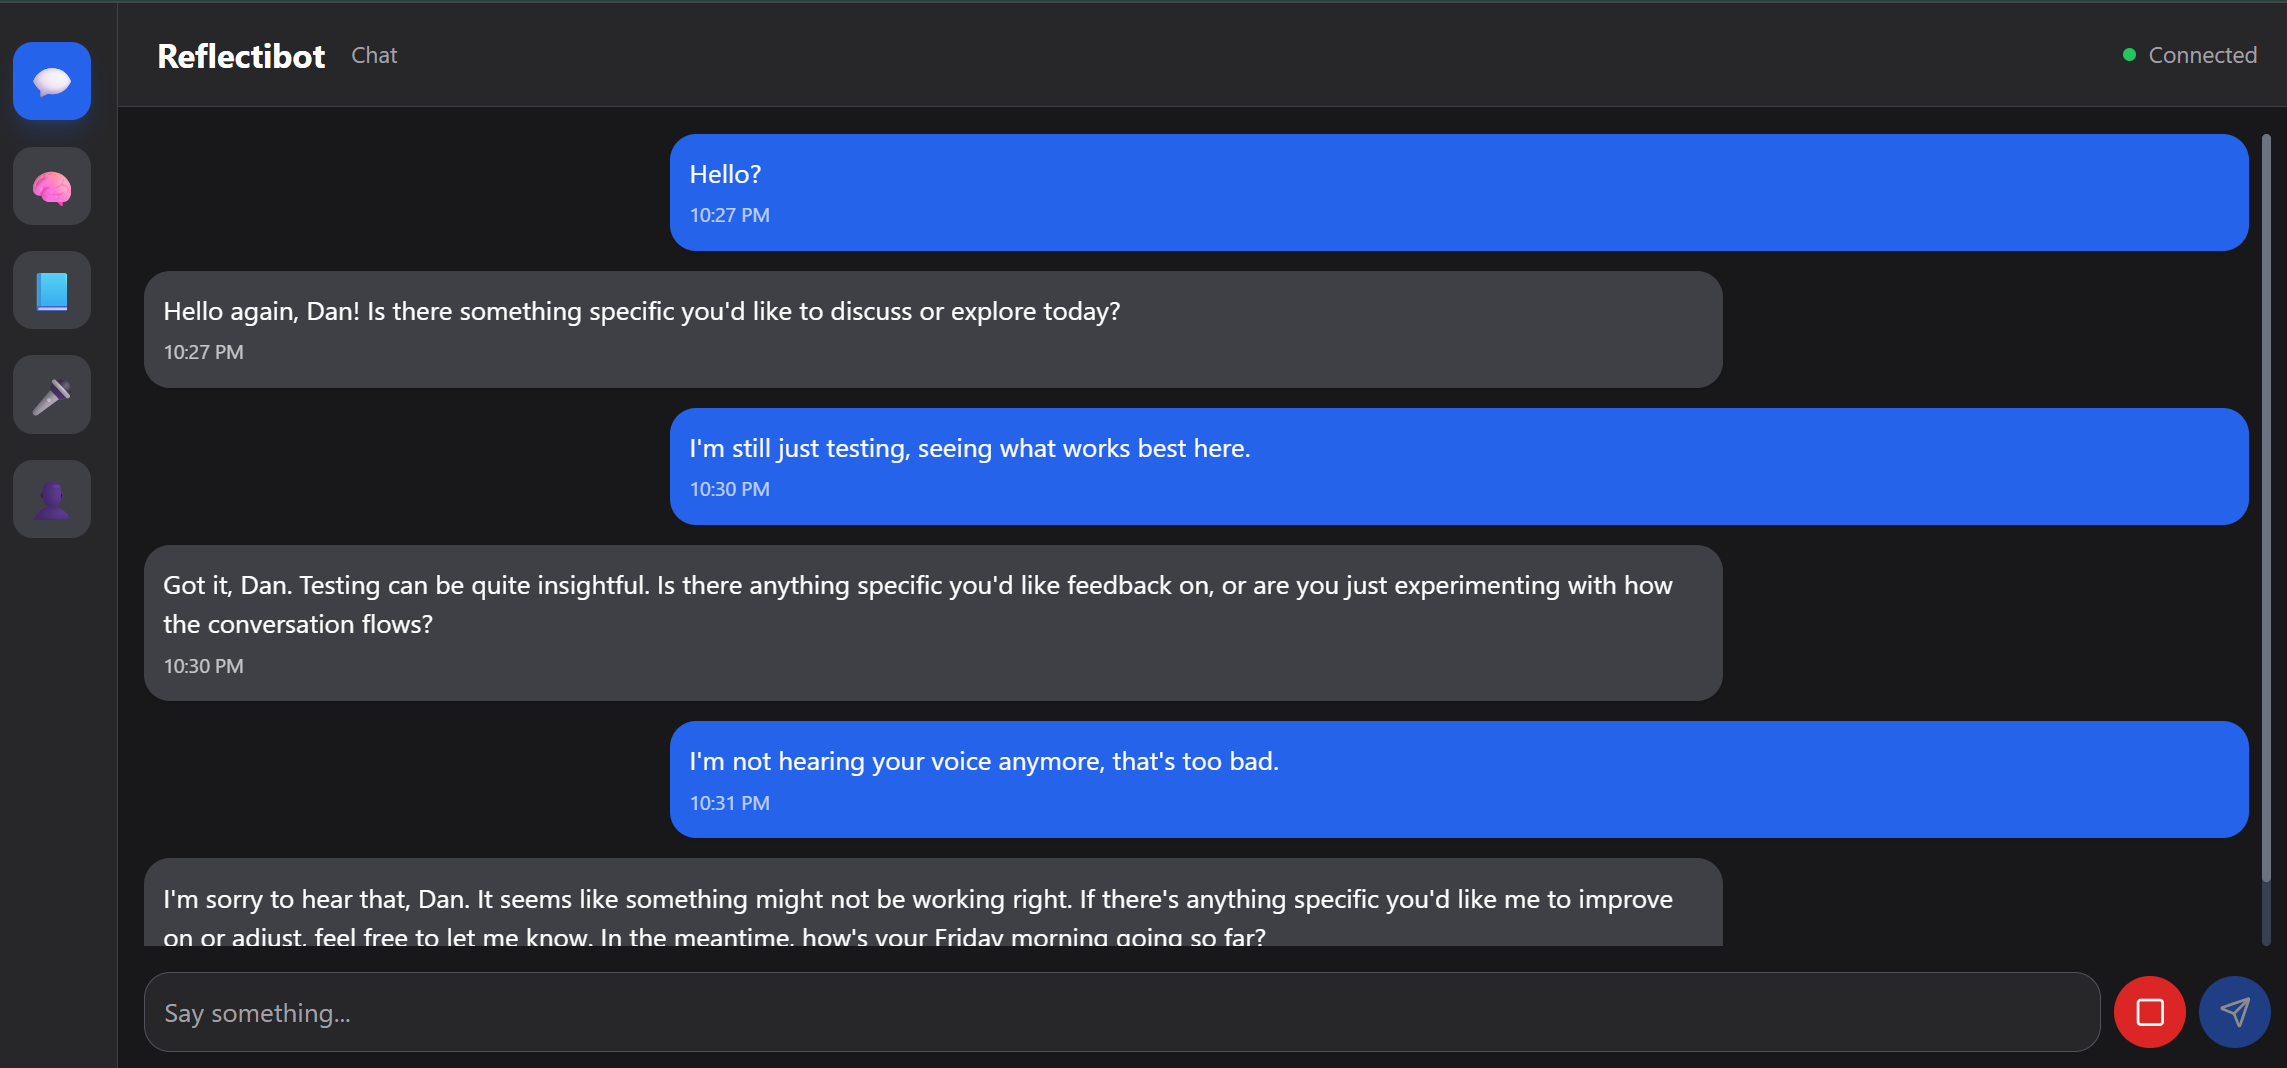 Reflectibot Chat
Connected
Hello?
10:27 PM
Hello again, Dan! Is there something specific you'd like to discuss or explore today?
10:27 PM
I'm still just testing, seeing what works best here.
10:30 PM
Got it, Dan. Testing can be quite insightful. Is there anything specific you'd like feedback on, or are you just experimenting with how
the conversation flows?
10:30 PM
I'm not hearing your voice anymore, that's too bad.
10:31 PM
I'm sorry to hear that, Dan. It seems like something might not be working right. If there's anything specific you'd like me to improve
on or adjust, feel free to let me know. In the meantime, how's your Friday morning going so far?
Say something...